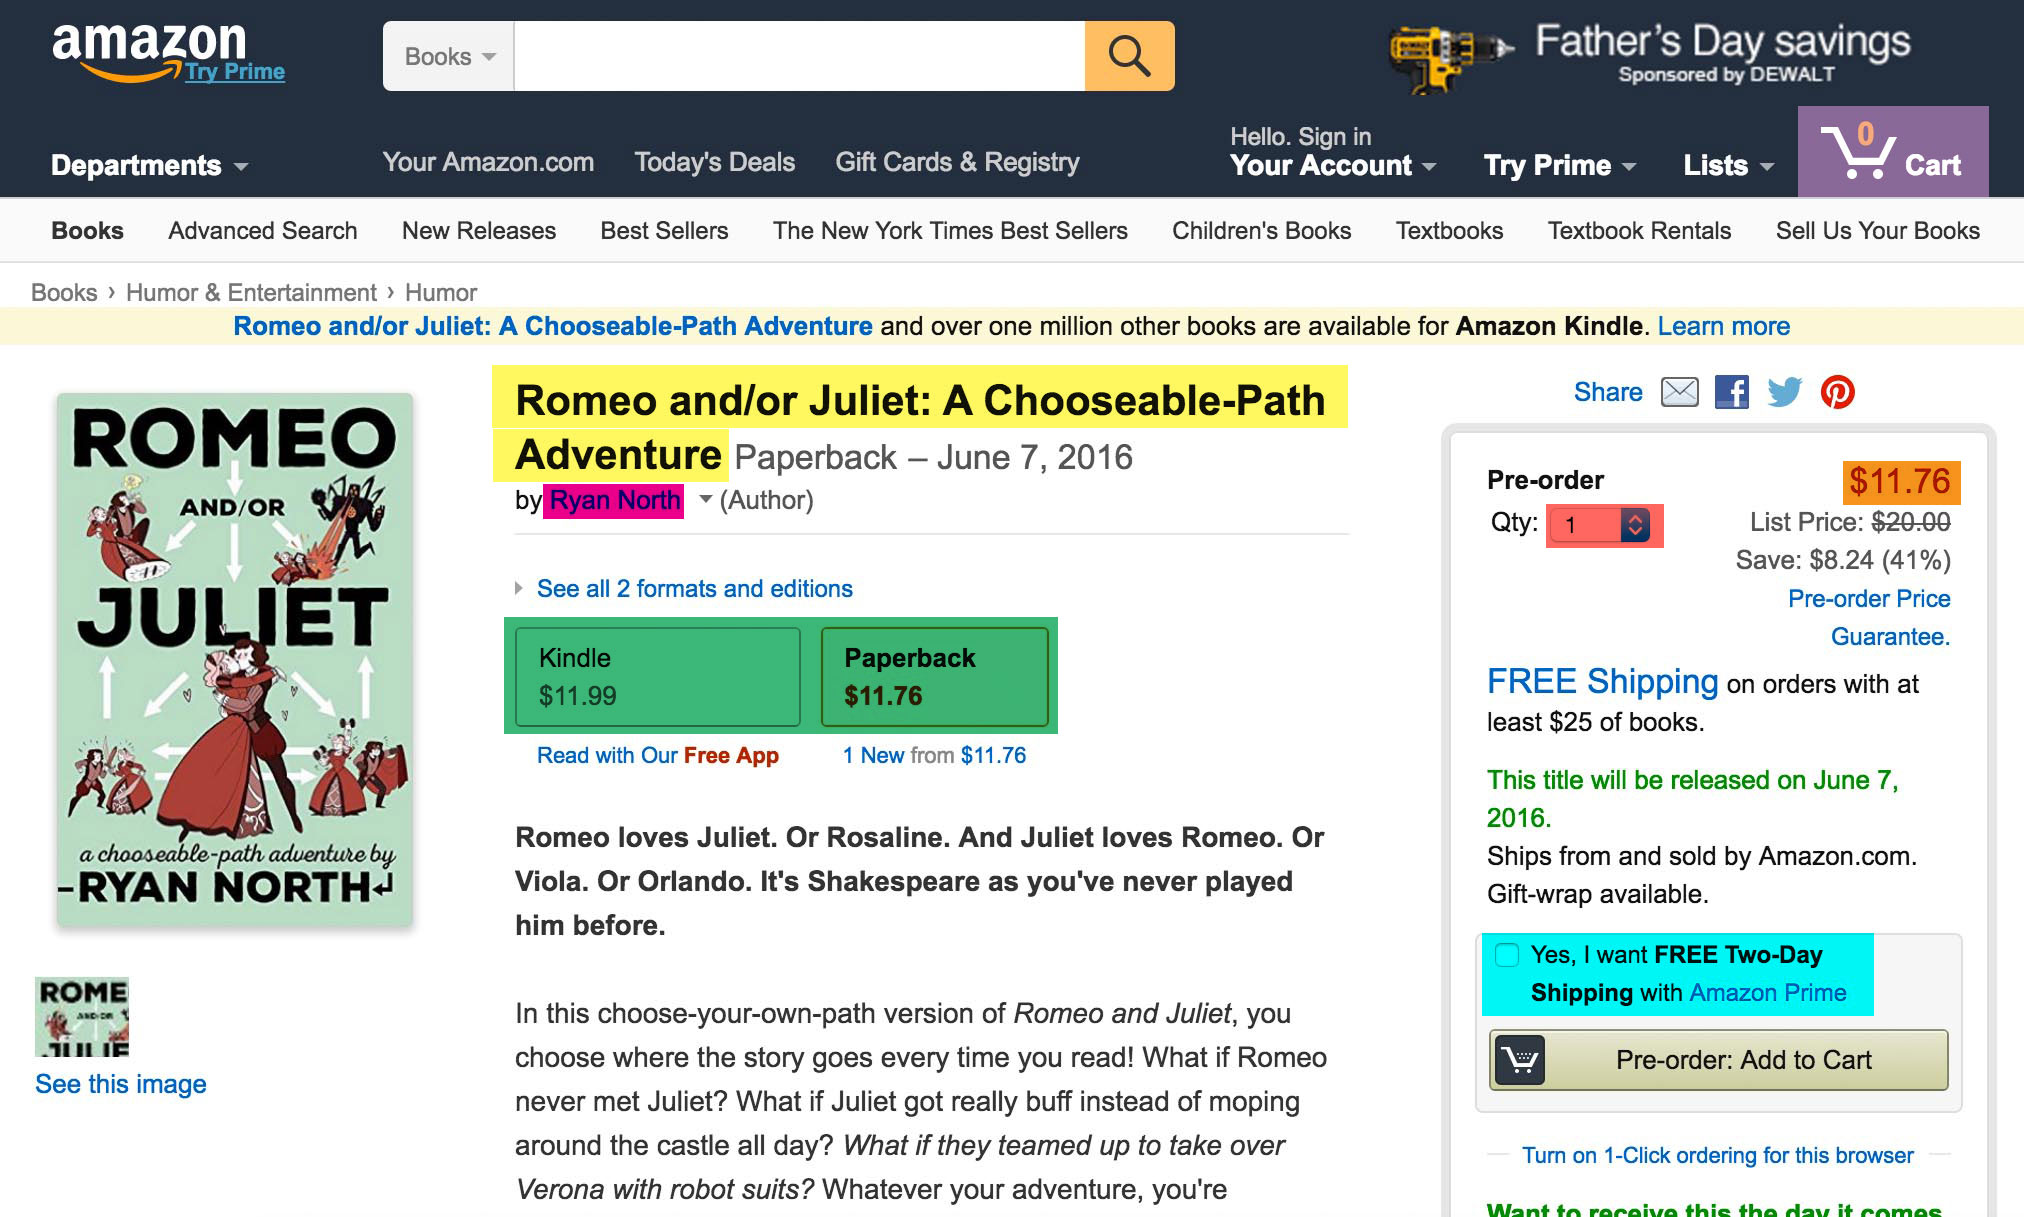 amazon
Try Prime
Books
Father's Day savings
Sponsored by DEWALT
Departments
Your Amazon.com
Today's Deals
Gift Cards & Registry
Hello. Sign in
Your Account
Try Prime
Lists
0
Cart
Books
Advanced Search
New Releases
Best Sellers
The New York Times Best Sellers
Children's Books
Textbooks
Textbook Rentals
Sell Us Your Books
Books › Humor & Entertainment › Humor
Romeo and/or Juliet: A Chooseable-Path Adventure and over one million other books are available for Amazon Kindle. Learn more
ROMEO
AND/OR
JULIET
a chooseable-path adventure by
RYAN NORTH
ROME
AND/OR
JULIE
See this image
Romeo and/or Juliet: A Chooseable-Path
Adventure Paperback – June 7, 2016
by Ryan North (Author)
See all 2 formats and editions
Kindle
$11.99
Paperback
$11.76
Read with Our Free App
1 New from $11.76
Romeo loves Juliet. Or Rosaline. And Juliet loves Romeo. Or
Viola. Or Orlando. It's Shakespeare as you've never played
him before.
In this choose-your-own-path version of Romeo and Juliet, you
choose where the story goes every time you read! What if Romeo
never met Juliet? What if Juliet got really buff instead of moping
around the castle all day? What if they teamed up to take over
Verona with robot suits? Whatever your adventure, you're
Share
Pre-order
$11.76
Qty: 1
List Price: $20.00
Save: $8.24 (41%)
Pre-order Price
Guarantee.
FREE Shipping on orders with at
least $25 of books.
This title will be released on June 7,
2016.
Ships from and sold by Amazon.com.
Gift-wrap available.
Yes, I want FREE Two-Day
Shipping with Amazon Prime
Pre-order: Add to Cart
Turn on 1-Click ordering for this browser
Want to receive this the day it comes